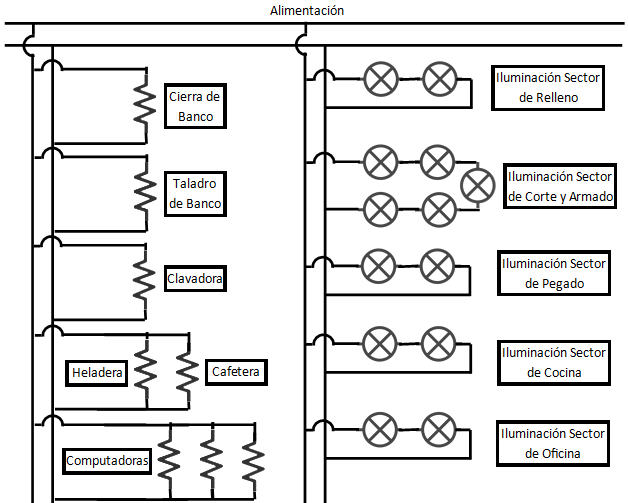 Alimentación
Cierra de
Banco
Taladro
de Banco
Clavadora
Heladera
Cafetera
Computadoras
Iluminación Sector
de Relleno
Iluminación Sector
de Corte y Armado
Iluminación Sector
de Pegado
Iluminación Sector
de Cocina
Iluminación Sector
de Oficina